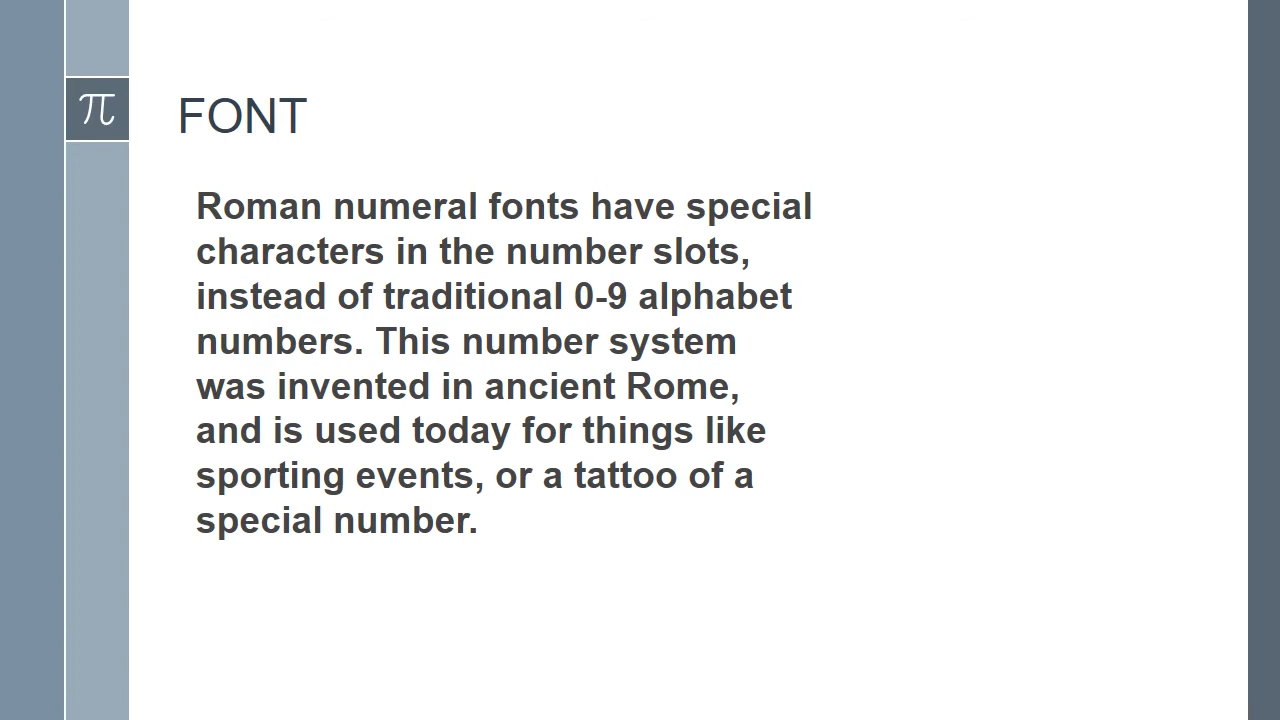 π
FONT
Roman numeral fonts have special
characters in the number slots,
instead of traditional 0-9 alphabet
numbers. This number system
was invented in ancient Rome,
and is used today for things like
sporting events, or a tattoo of a
special number.